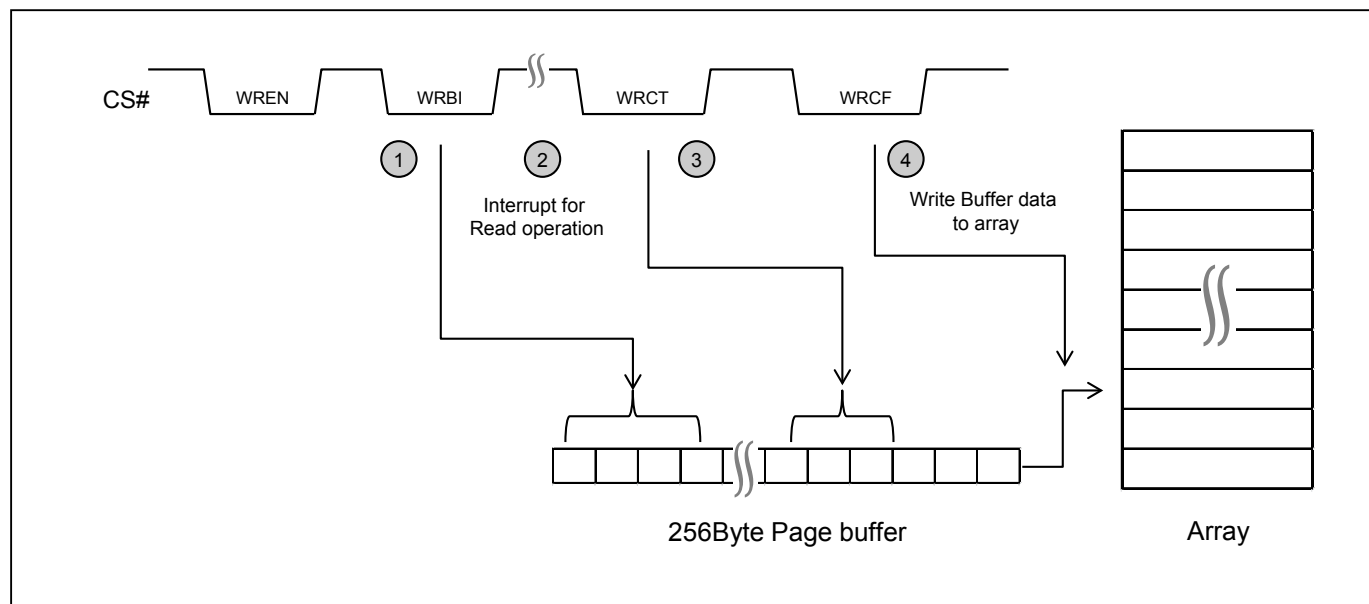 CS#
WREN
WRBI
WRCT
WRCF
1
2
3
4
Interrupt for
Read operation
Write Buffer data
to array
256Byte Page buffer
Array